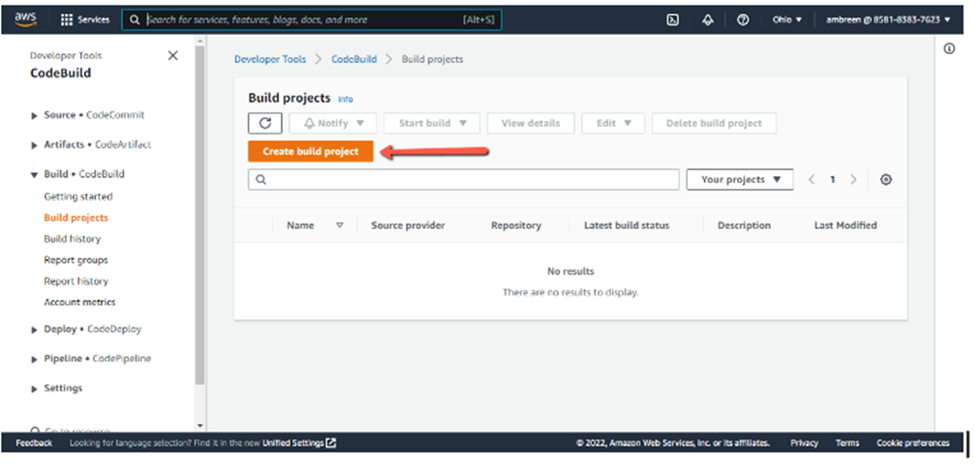 aws Services Search for services, features, blogs, docs, and more [Alt+S] Ohio ▼ ambreen @ 8581-8383-7623 ▼
Developer Tools
CodeBuild
Source • CodeCommit
Artifacts • CodeArtifact
Build • CodeBuild
Getting started
Build projects
Build history
Report groups
Report history
Account metrics
Deploy • CodeDeploy
Pipeline • CodePipeline
Settings
Go to resource
Developer Tools > CodeBuild > Build projects
Build projects Info
Notify ▼ Start build ▼ View details Edit ▼ Delete build project
Create build project
Your projects ▼ < 1 >
Name Source provider Repository Latest build status Description Last Modified
No results
There are no results to display.
Feedback Looking for language selection? Find it in the new Unified Settings © 2022, Amazon Web Services, Inc. or its affiliates. Privacy Terms Cookie preferences